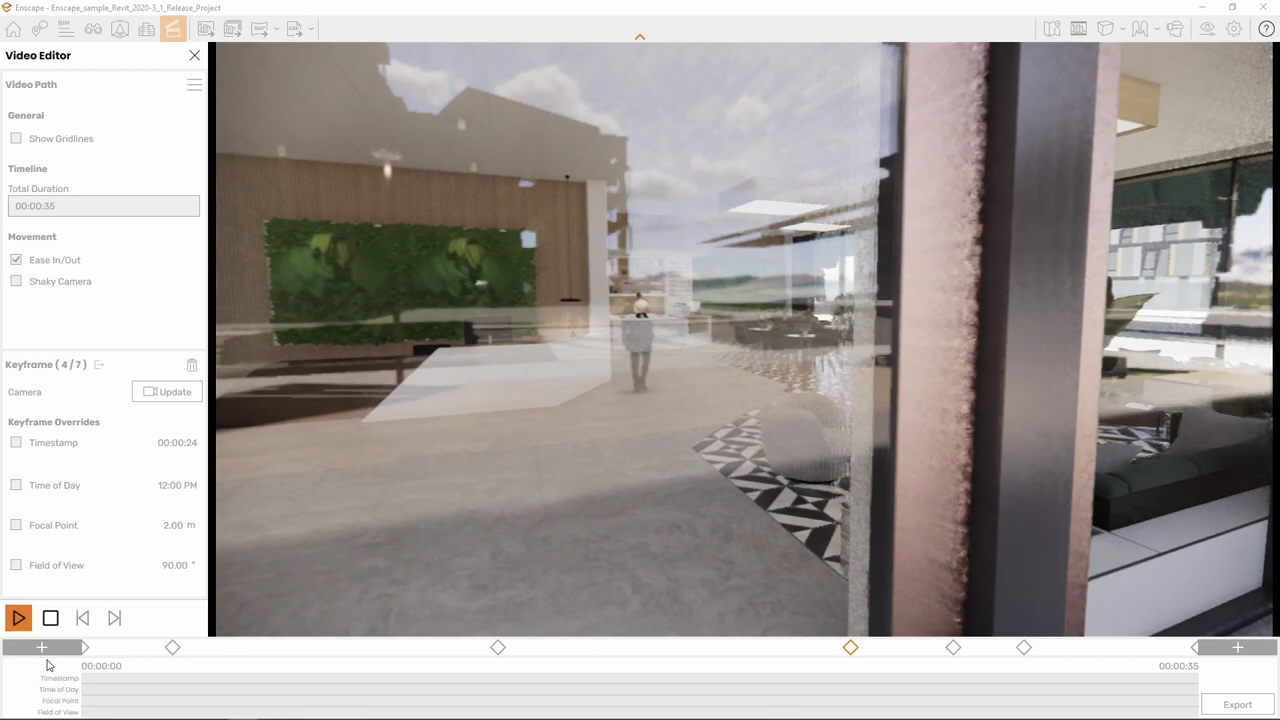 Enscape - Enscape_sample_Revit_2020-3_1_Release_Project
Video Editor
Video Path
General
Show Gridlines
Timeline
Total Duration
00:00:35
Movement
Ease In/Out
Shaky Camera
Keyframe ( 4 / 7 )
Camera
Update
Keyframe Overrides
Timestamp 00:00:24
Time of Day 12:00 PM
Focal Point 2.00 m
Field of View 90.00 °
00:00:00 00:00:35
Timestamp
Time of Day
Focal Point
Field of View
Export